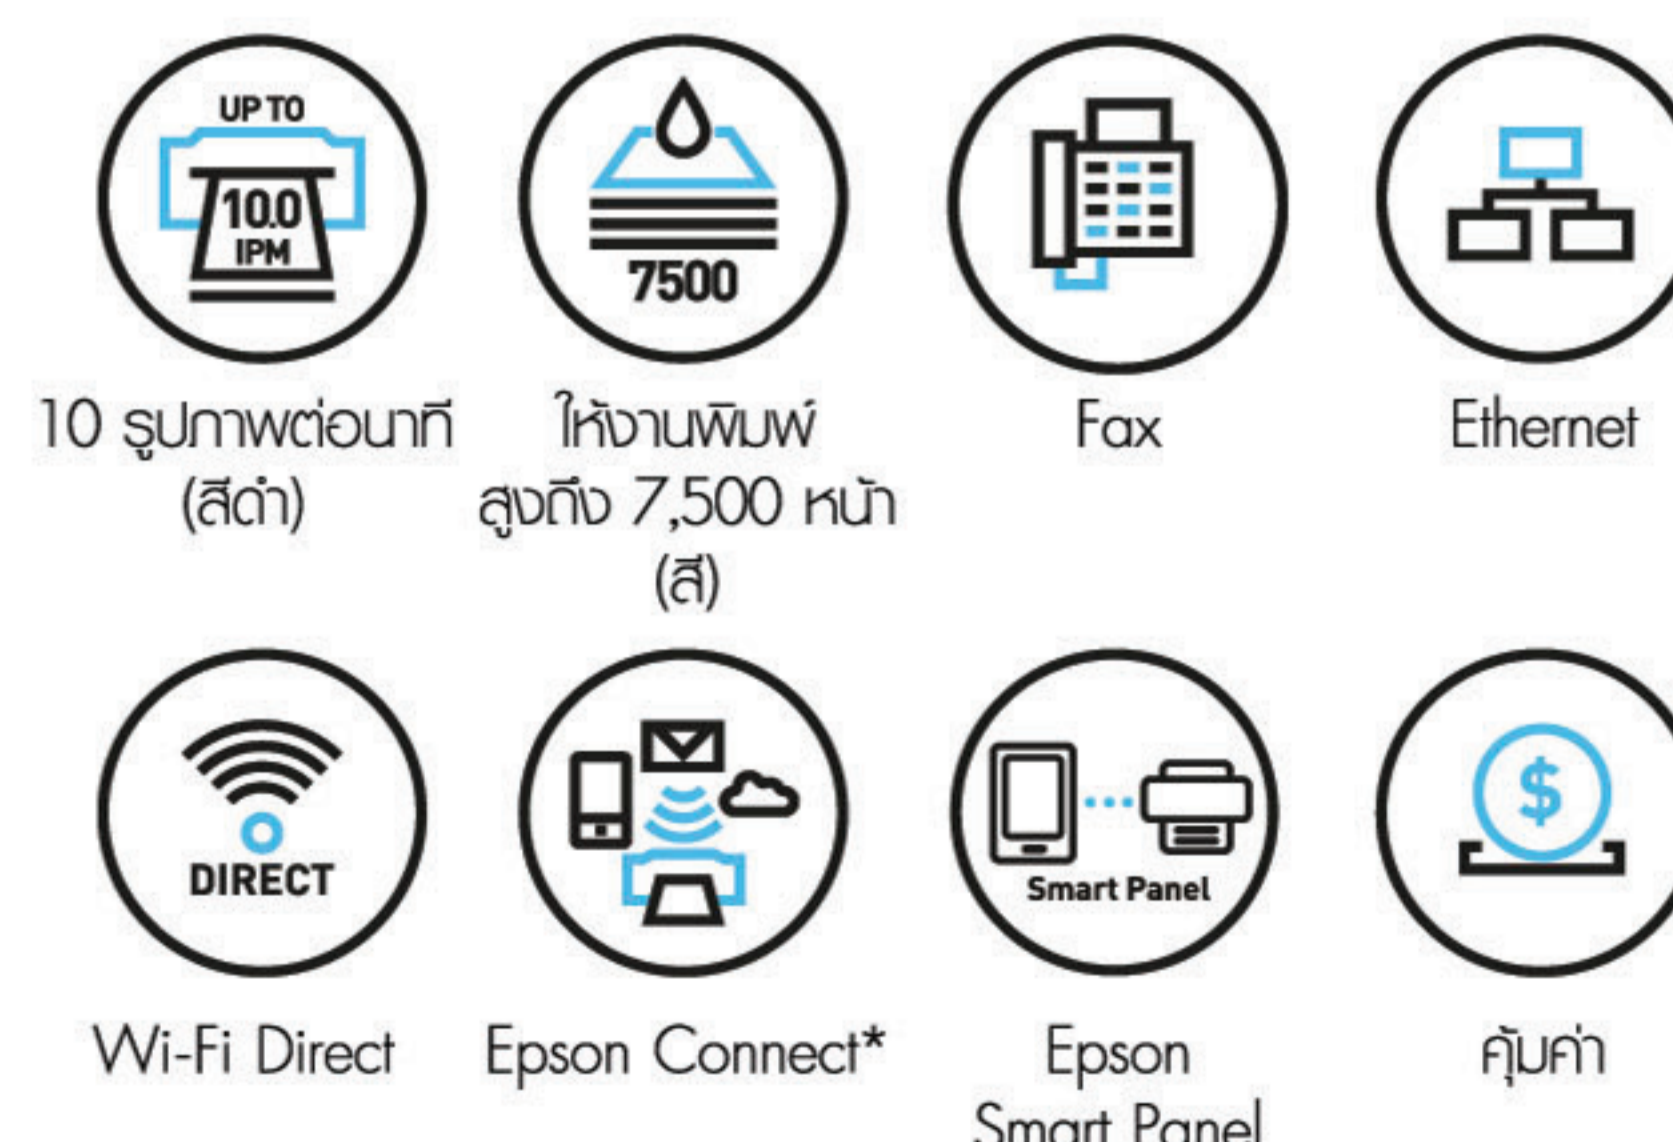 UP TO
10.0
IPM
7500
10 รูปภาพต่อนาที
(สีดำ)
ให้งานพิมพ์
สูงถึง 7,500 หน้า
(สี)
Fax
Ethernet
DIRECT
Smart Panel
$
Wi-Fi Direct
Epson Connect*
Epson
Smart Panel
คุ้มค่า